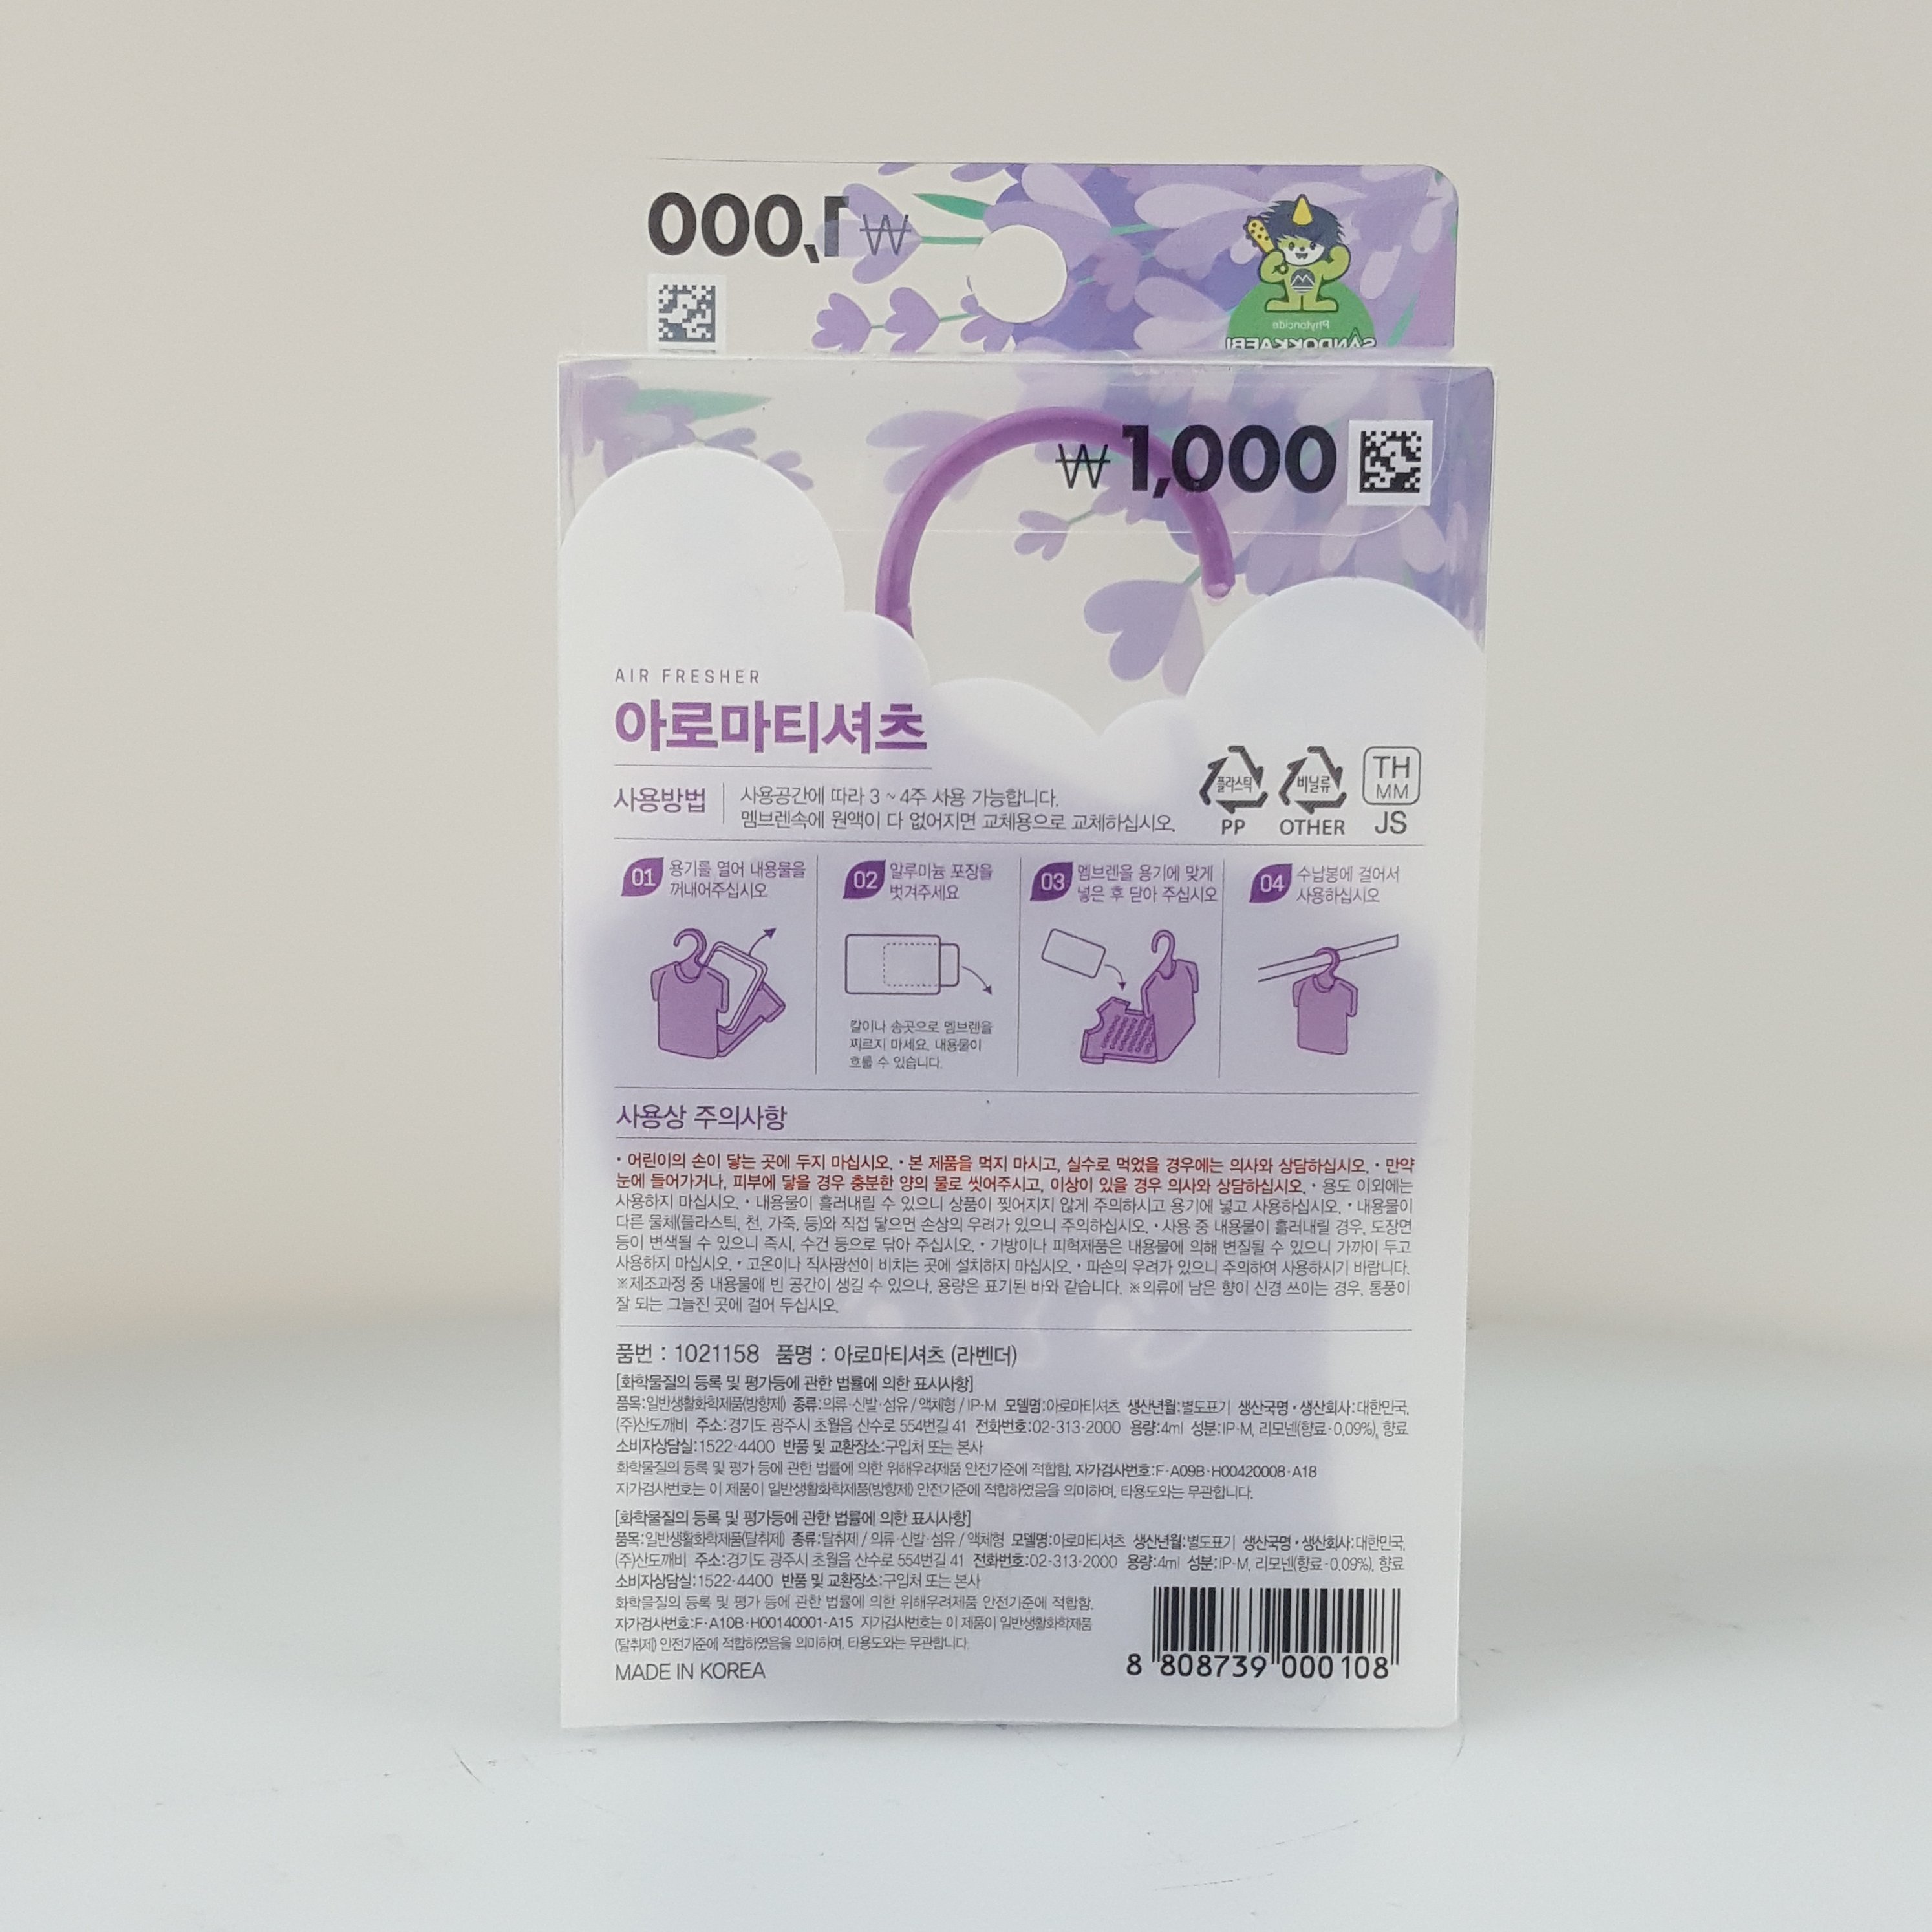 ₩1,000
Phytoncide
SANDOKKAEBI
₩1,000
AIR FRESHER
아로마티셔츠
사용방법
사용공간에 따라 3 ~ 4주 사용 가능합니다.
멤브렌속에 원액이 다 없어지면 교체용으로 교체하십시오.
플라스틱
PP
비닐류
OTHER
TH
MM
JS
01 용기를 열어 내용물을
꺼내어주십시오
02 알루미늄 포장을
벗겨주세요
칼이나 송곳으로 멤브렌을
찌르지 마세요. 내용물이
흐를 수 있습니다.
03 멤브렌을 용기에 맞게
넣은 후 닫아 주십시오
04 수납봉에 걸어서
사용하십시오
사용상 주의사항
• 어린이의 손이 닿는 곳에 두지 마십시오. • 본 제품을 먹지 마시고, 실수로 먹었을 경우에는 의사와 상담하십시오. • 만약
눈에 들어가거나, 피부에 닿을 경우 충분한 양의 물로 씻어주시고, 이상이 있을 경우 의사와 상담하십시오. • 용도 이외에는
사용하지 마십시오. • 내용물이 흘러내릴 수 있으니 상품이 찢어지지 않게 주의하시고 용기에 넣고 사용하십시오. • 내용물이
다른 물체(플라스틱, 천, 가죽, 등)와 직접 닿으면 손상의 우려가 있으니 주의하십시오. • 사용 중 내용물이 흘러내릴 경우, 도장면
등이 변색될 수 있으니 즉시, 수건 등으로 닦아 주십시오. • 가방이나 피혁제품은 내용물에 의해 변질될 수 있으니 가까이 두고
사용하지 마십시오. • 고온이나 직사광선이 비치는 곳에 설치하지 마십시오. • 파손의 우려가 있으니 주의하여 사용하시기 바랍니다.
※제조과정 중 내용물에 빈 공간이 생길 수 있으나, 용량은 표기된 바와 같습니다. ※의류에 남은 향이 신경 쓰이는 경우, 통풍이
잘 되는 그늘진 곳에 걸어 두십시오.
품번 : 1021158 품명 : 아로마티셔츠 (라벤더)
[화학물질의 등록 및 평가등에 관한 법률에 의한 표시사항]
품목:일반생활화학제품(방향제) 종류:의류·신발·섬유 / 액체형 / IP-M 모델명:아로마티셔츠 생산년월:별도표기 생산국명•생산회사:대한민국,
(주)산도깨비 주소:경기도 광주시 초월읍 산수로 554번길 41 전화번호:02-313-2000 용량:4ml 성분:IP-M, 리모넨(향료-0.09%), 향료
소비자상담실:1522-4400 반품 및 교환장소:구입처 또는 본사
화학물질의 등록 및 평가 등에 관한 법률에 의한 위해우려제품 안전기준에 적합함. 자가검사번호:F-A09B-H00420008-A18
자가검사번호는 이 제품이 일반생활화학제품(방향제) 안전기준에 적합하였음을 의미하며, 타용도와는 무관합니다.
[화학물질의 등록 및 평가등에 관한 법률에 의한 표시사항]
품목:일반생활화학제품(탈취제) 종류:탈취제 / 의류·신발·섬유 / 액체형 모델명:아로마티셔츠 생산년월:별도표기 생산국명•생산회사:대한민국,
(주)산도깨비 주소:경기도 광주시 초월읍 산수로 554번길 41 전화번호:02-313-2000 용량:4ml 성분:IP-M, 리모넨(향료-0.09%), 향료
소비자상담실:1522-4400 반품 및 교환장소:구입처 또는 본사
화학물질의 등록 및 평가 등에 관한 법률에 의한 위해우려제품 안전기준에 적합함.
자가검사번호:F-A10B-H00140001-A15 자가검사번호는 이 제품이 일반생활화학제품
(탈취제) 안전기준에 적합하였음을 의미하며, 타용도와는 무관합니다.
MADE IN KOREA
8 808739 000108